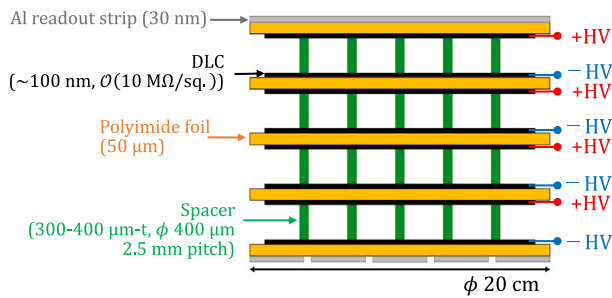 Al readout strip (30 nm)
+HV
DLC
(~100 nm, 𝒪(10 MΩ/sq.))
−HV
+HV
Polyimide foil
(50 μm)
−HV
+HV
Spacer
(300-400 μm-t, ϕ 400 μm
2.5 mm pitch)
−HV
+HV
−HV
ϕ 20 cm